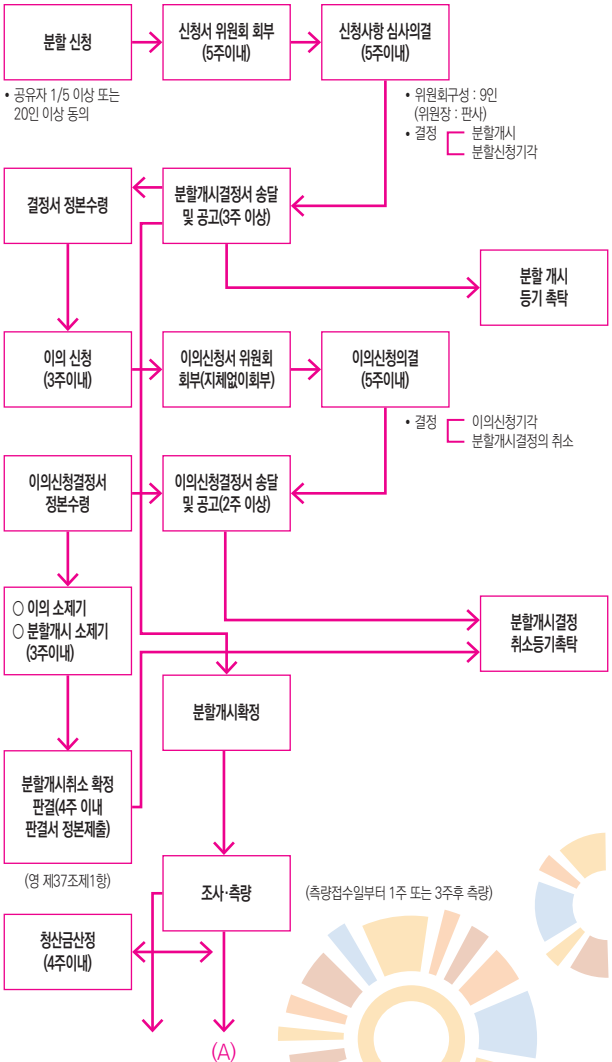 분할 신청
신청서 위원회 회부
(5주이내)
신청사항 심사의결
(5주이내)
• 공유자 1/5 이상 또는
20인 이상 동의
• 위원회구성 : 9인
(위원장 : 판사)
• 결정
분할개시
분할신청기각
결정서 정본수령
분할개시결정서 송달
및 공고(3주 이상)
분할 개시
등기 촉탁
이의 신청
(3주이내)
이의신청서 위원회
회부(지체없이회부)
이의신청의결
(5주이내)
• 결정
이의신청기각
분할개시결정의 취소
이의신청결정서
정본수령
이의신청결정서 송달
및 공고(2주 이상)
○ 이의 소제기
○ 분할개시 소제기
(3주이내)
분할개시결정
취소등기촉탁
분할개시확정
분할개시취소 확정
판결(4주 이내
판결서 정본제출)
(영 제37조제1항)
조사·측량
(측량접수일부터 1주 또는 3주후 측량)
청산금산정
(4주이내)
(A)